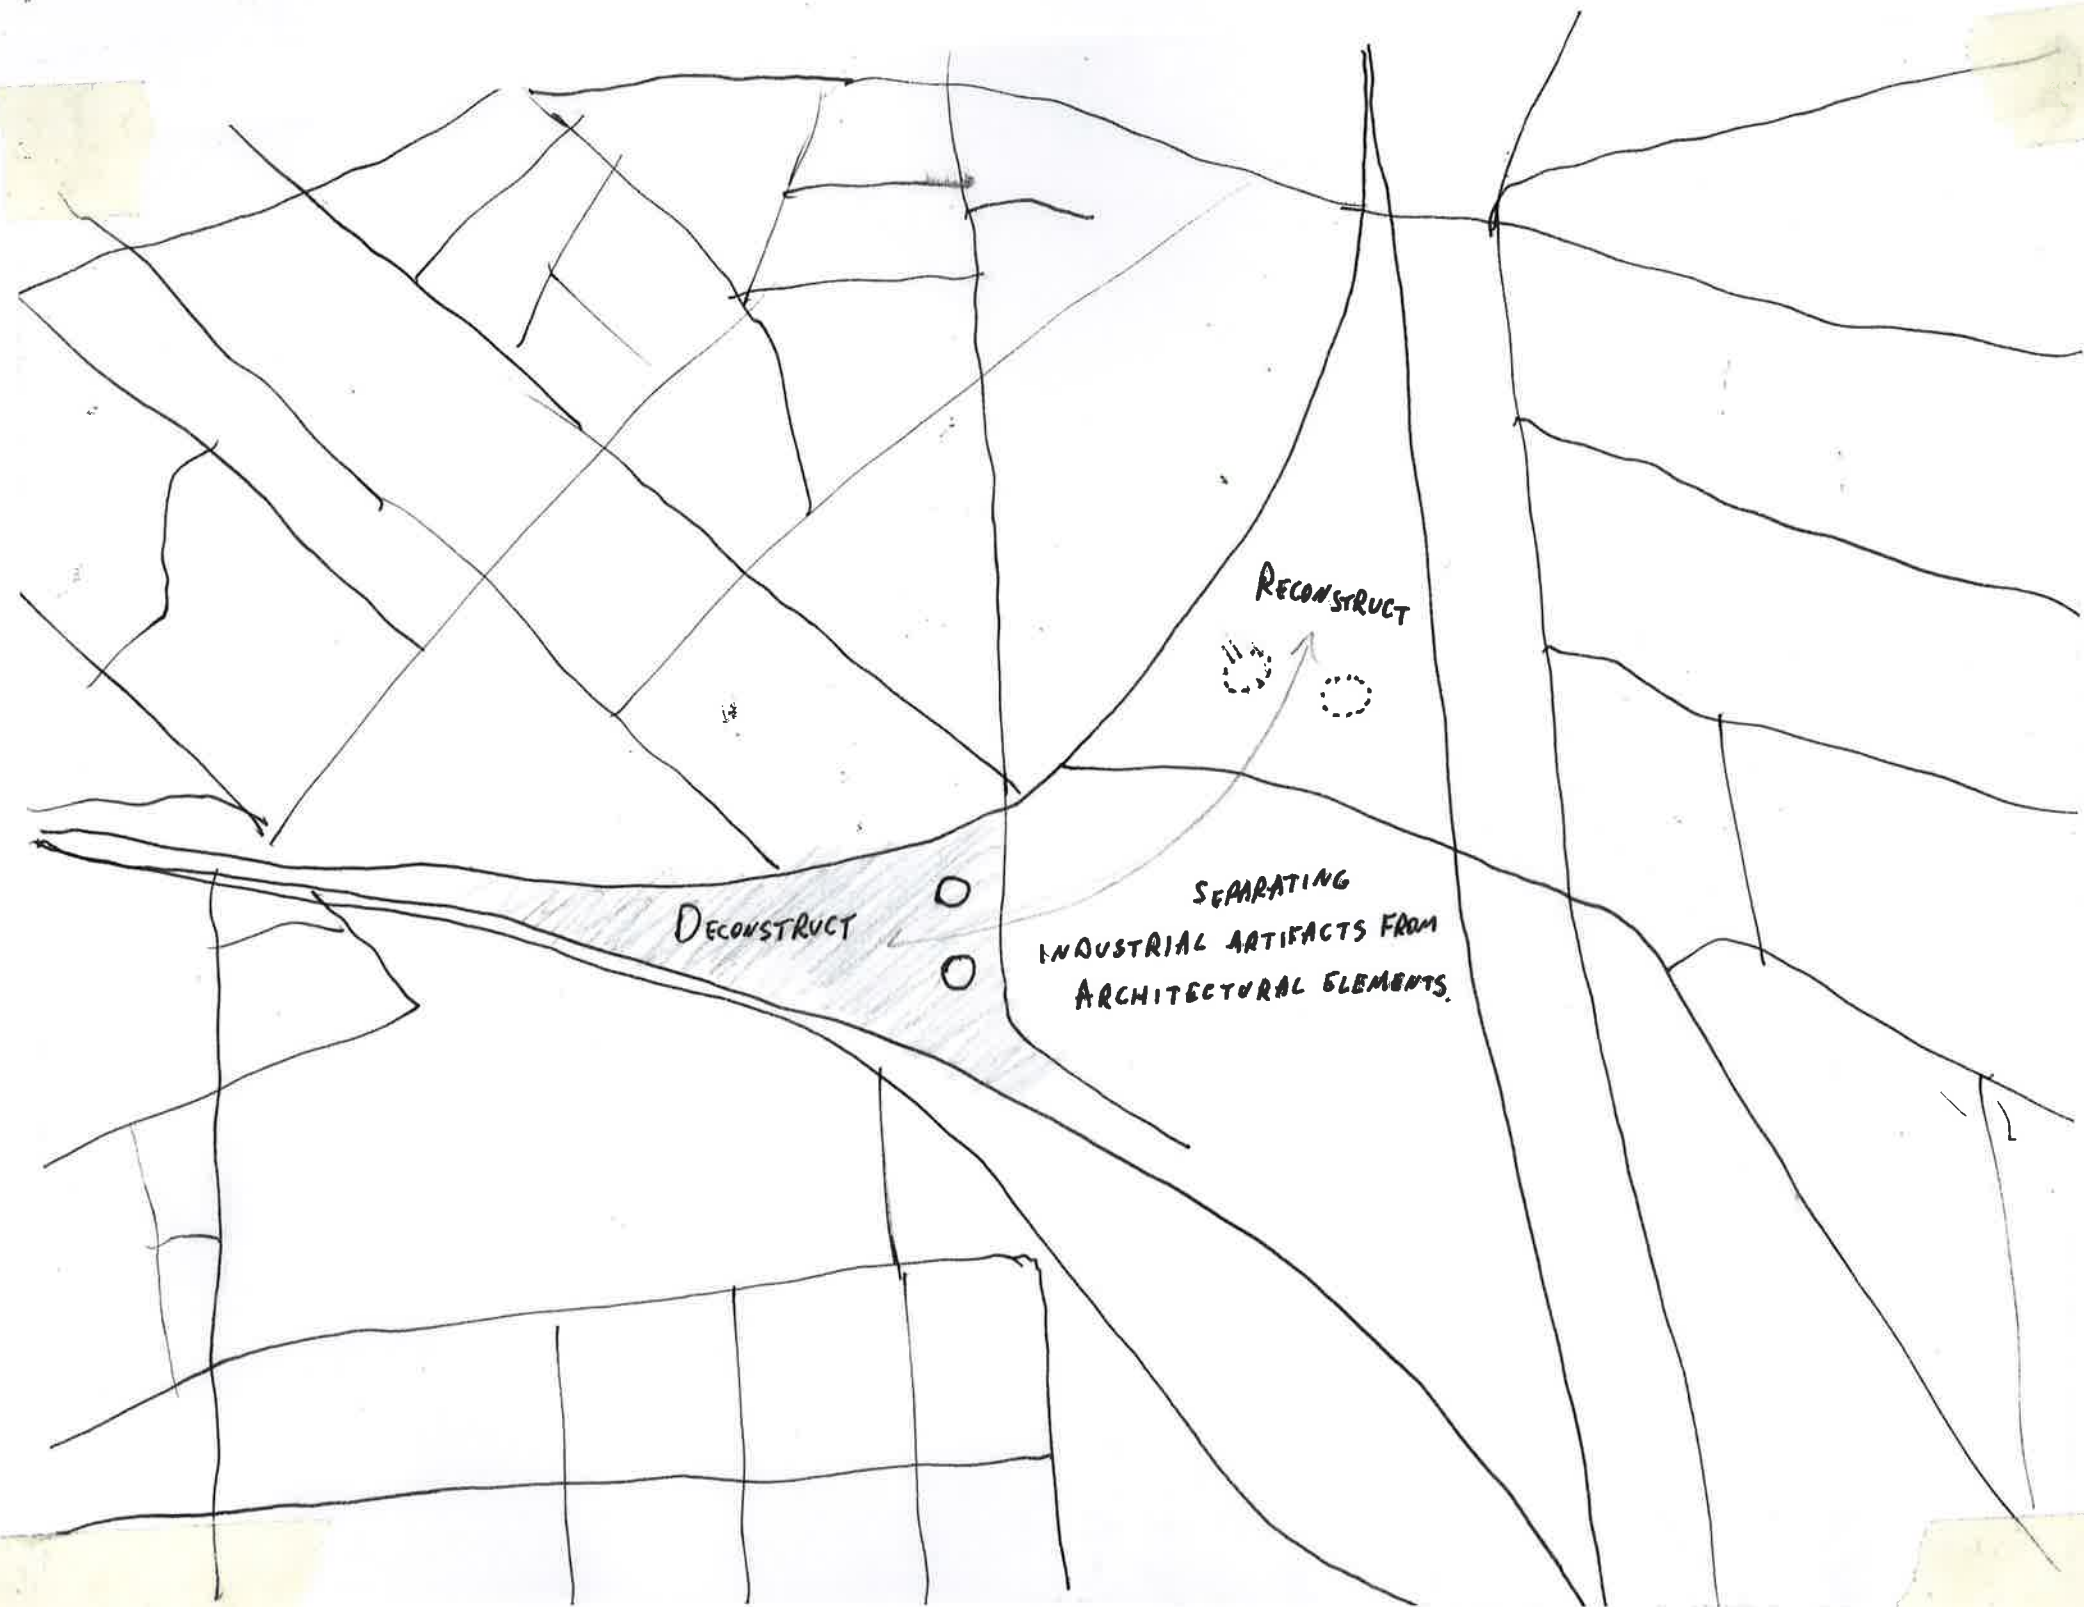 RECONSTRUCT
DECONSTRUCT
SEPARATING
INDUSTRIAL ARTIFACTS FROM
ARCHITECTURAL ELEMENTS.